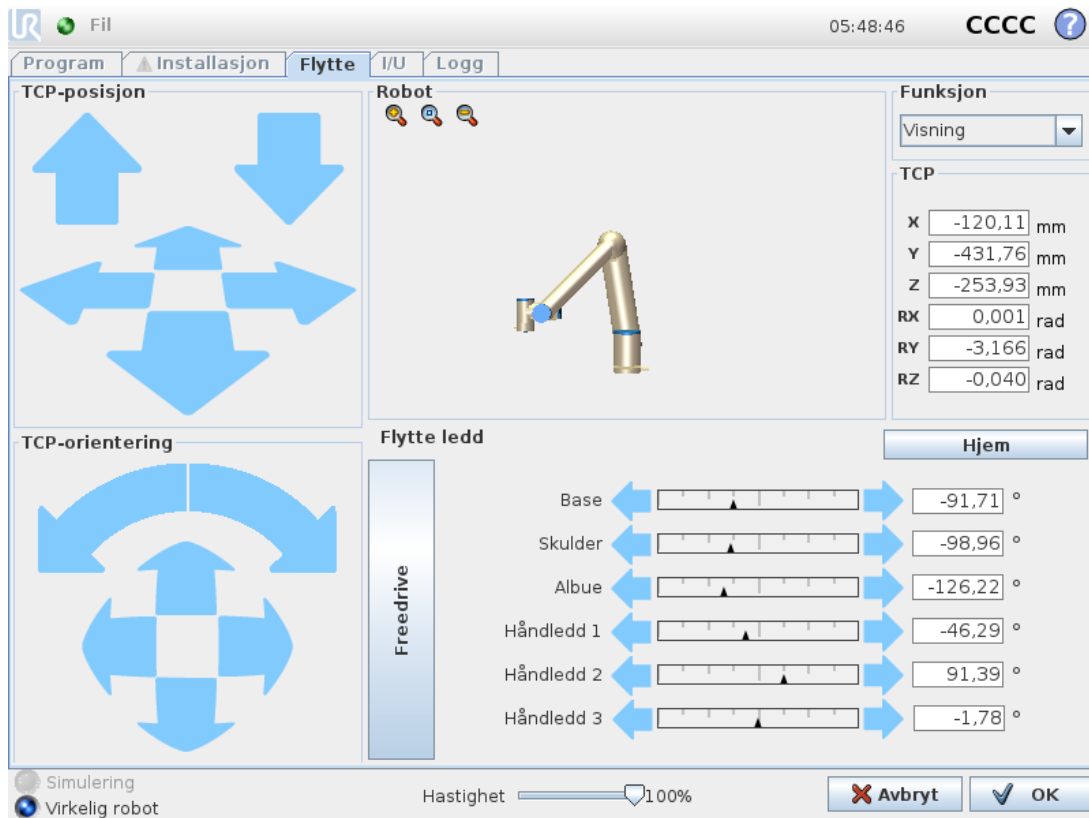 UR Fil 05:48:46 CCCC ?
Program Installasjon Flytte I/U Logg
TCP-posisjon
Robot
Funksjon
Visning
TCP
X -120,11 mm
Y -431,76 mm
Z -253,93 mm
RX 0,001 rad
RY -3,166 rad
RZ -0,040 rad
TCP-orientering
Flytte ledd
Hjem
Freedrive
Base -91,71 °
Skulder -98,96 °
Albue -126,22 °
Håndledd 1 -46,29 °
Håndledd 2 91,39 °
Håndledd 3 -1,78 °
Simulering
Virkelig robot
Hastighet 100%
Avbryt
OK